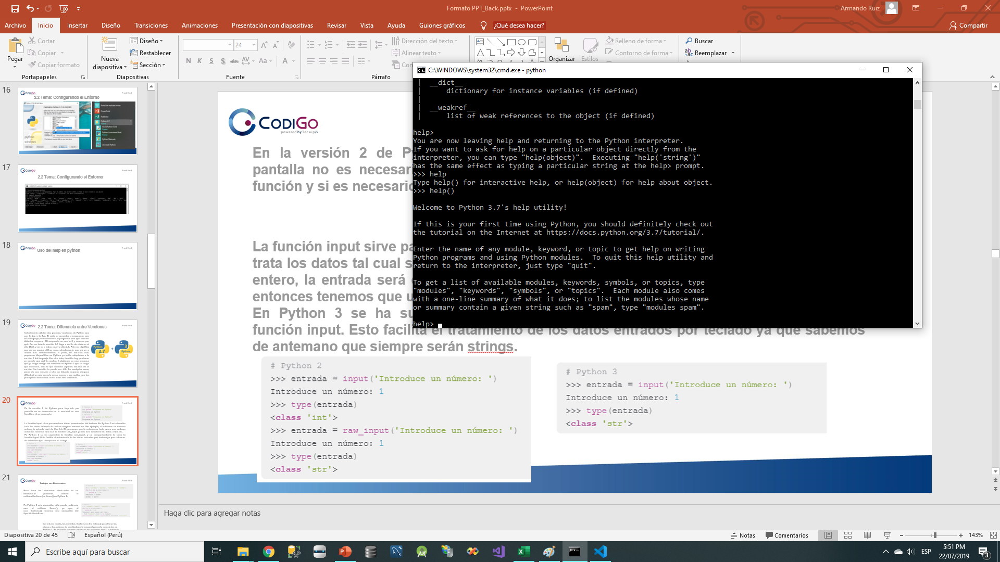 Formato PPT_Back.pptx - PowerPoint
Armando Ruiz
Archivo Inicio Insertar Diseño Transiciones Animaciones Presentación con diapositivas Revisar Vista Ayuda Guiones gráficos ¿Qué desea hacer? Compartir
Pegar
Cortar
Copiar
Copiar formato
Portapapeles
Nueva diapositiva
Diseño
Restablecer
Sección
Diapositivas
24
N K S S abc AV Aa A
Fuente
Dirección del texto
Alinear texto
Con
Párrafo
Organizar
Estilos
Relleno de forma
Contorno de forma
Buscar
Reemplazar
16
CODIGO
2.2 Tema: Configurando el Entorno
17
CODIGO
2.2 Tema: Configurando el Entorno
18
CODIGO
Uso del help en python
19
CODIGO
2.2 Tema: Diferencia entre Versiones
20
21
Trabajar con Diccionarios
CODIGO
powered by Tecsup/>
En la versión 2 de P
pantalla no es necesar
función y si es necesario
La función input sirve pa
trata los datos tal cual s
entero, la entrada será
entonces tenemos que u
En Python 3 se ha su
función input. Esto facilita el tratamiento de los datos entrados por teclado ya que sabemos
de antemano que siempre serán strings.
# Python 2
>>> entrada = input('Introduce un número: ')
Introduce un número: 1
>>> type(entrada)
<class 'int'>
>>> entrada = raw_input('Introduce un número: ')
Introduce un número: 1
>>> type(entrada)
<class 'str'>
# Python 3
>>> entrada = input('Introduce un número: ')
Introduce un número: 1
>>> type(entrada)
<class 'str'>
C:\WINDOWS\system32\cmd.exe - python
| __dict__
| dictionary for instance variables (if defined)
|
| __weakref__
| list of weak references to the object (if defined)
help>
You are now leaving help and returning to the Python interpreter.
If you want to ask for help on a particular object directly from the
interpreter, you can type "help(object)". Executing "help('string')"
has the same effect as typing a particular string at the help> prompt.
>>> help
Type help() for interactive help, or help(object) for help about object.
>>> help()
Welcome to Python 3.7's help utility!
If this is your first time using Python, you should definitely check out
the tutorial on the Internet at https://docs.python.org/3.7/tutorial/.
Enter the name of any module, keyword, or topic to get help on writing
Python programs and using Python modules. To quit this help utility and
return to the interpreter, just type "quit".
To get a list of available modules, keywords, symbols, or topics, type
"modules", "keywords", "symbols", or "topics". Each module also comes
with a one-line summary of what it does; to list the modules whose name
or summary contain a given string such as "spam", type "modules spam".
help>
Haga clic para agregar notas
Diapositiva 20 de 45 Español (Perú) Notas Comentarios 143%
Escribe aquí para buscar
ESP
5:51 PM
22/07/2019
3